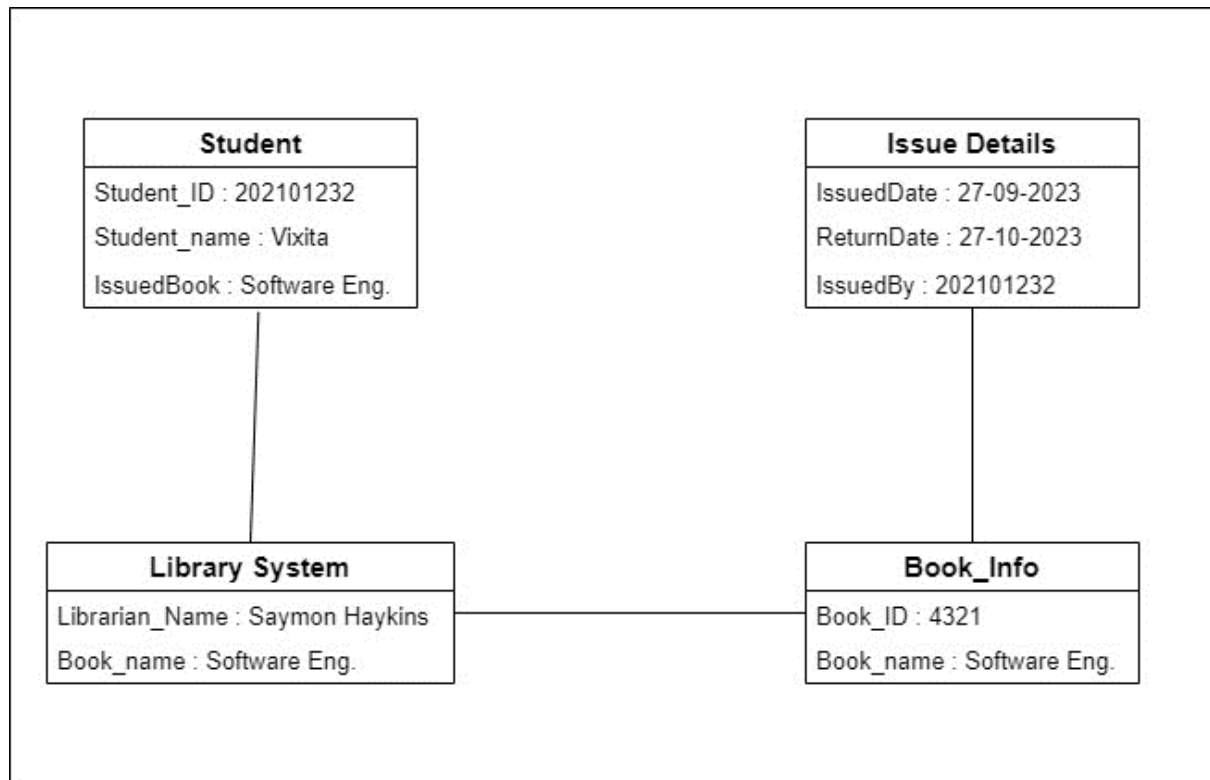 Student
Student_ID : 202101232
Student_name : Vixita
IssuedBook : Software Eng.
Issue Details
IssuedDate : 27-09-2023
ReturnDate : 27-10-2023
IssuedBy : 202101232
Library System
Librarian_Name : Saymon Haykins
Book_name : Software Eng.
Book_Info
Book_ID : 4321
Book_name : Software Eng.